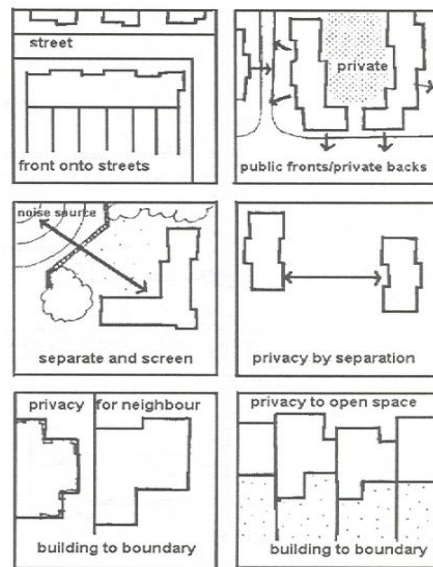 street
front onto streets
private
public fronts/private backs
noise source
separate and screen
privacy by separation
privacy for neighbour
building to boundary
privacy to open space
building to boundary